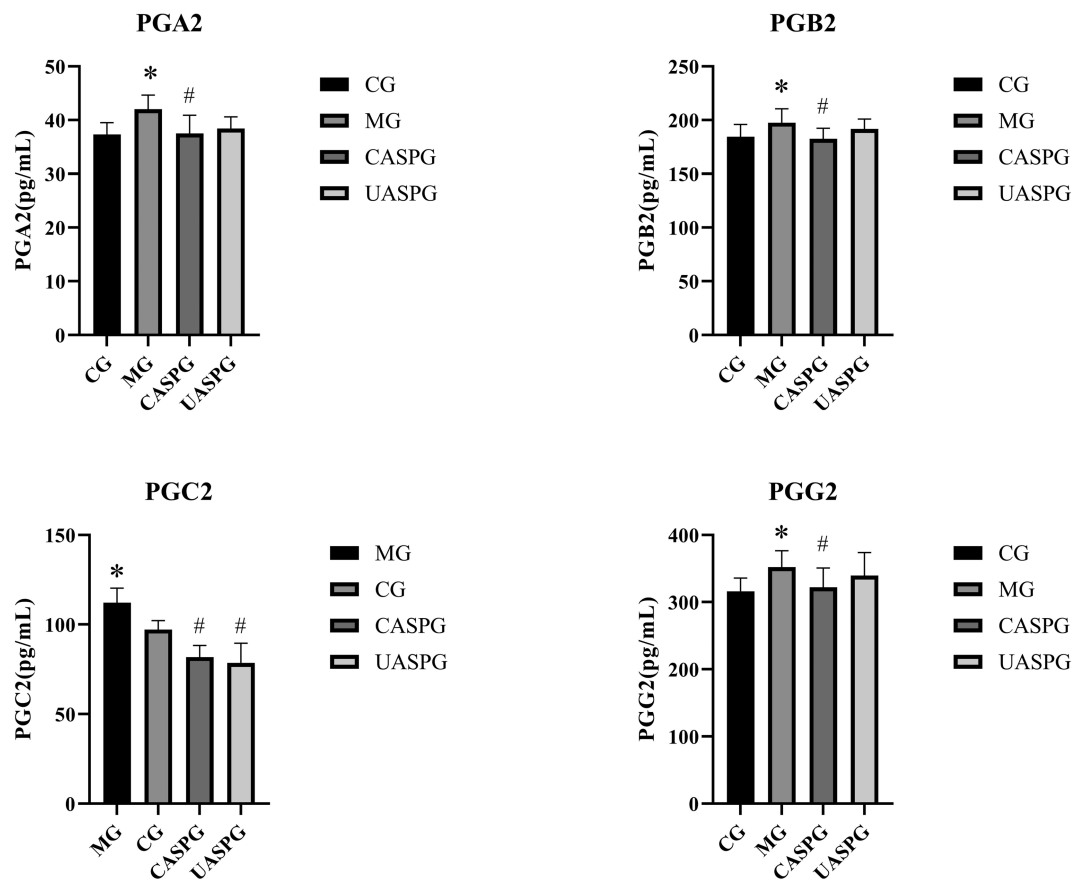 PGA2
PGA2(pg/mL)
50
40
30
20
10
0
*
#
CG
MG
CASPG
UASPG
CG
MG
CASPG
UASPG
PGB2
PGB2(pg/mL)
250
200
150
100
50
0
*
#
CG
MG
CASPG
UASPG
CG
MG
CASPG
UASPG
PGC2
PGC2(pg/mL)
150
100
50
0
*
#
#
MG
CG
CASPG
UASPG
MG
CG
CASPG
UASPG
PGG2
PGG2(pg/mL)
400
300
200
100
0
*
#
CG
MG
CASPG
UASPG
CG
MG
CASPG
UASPG